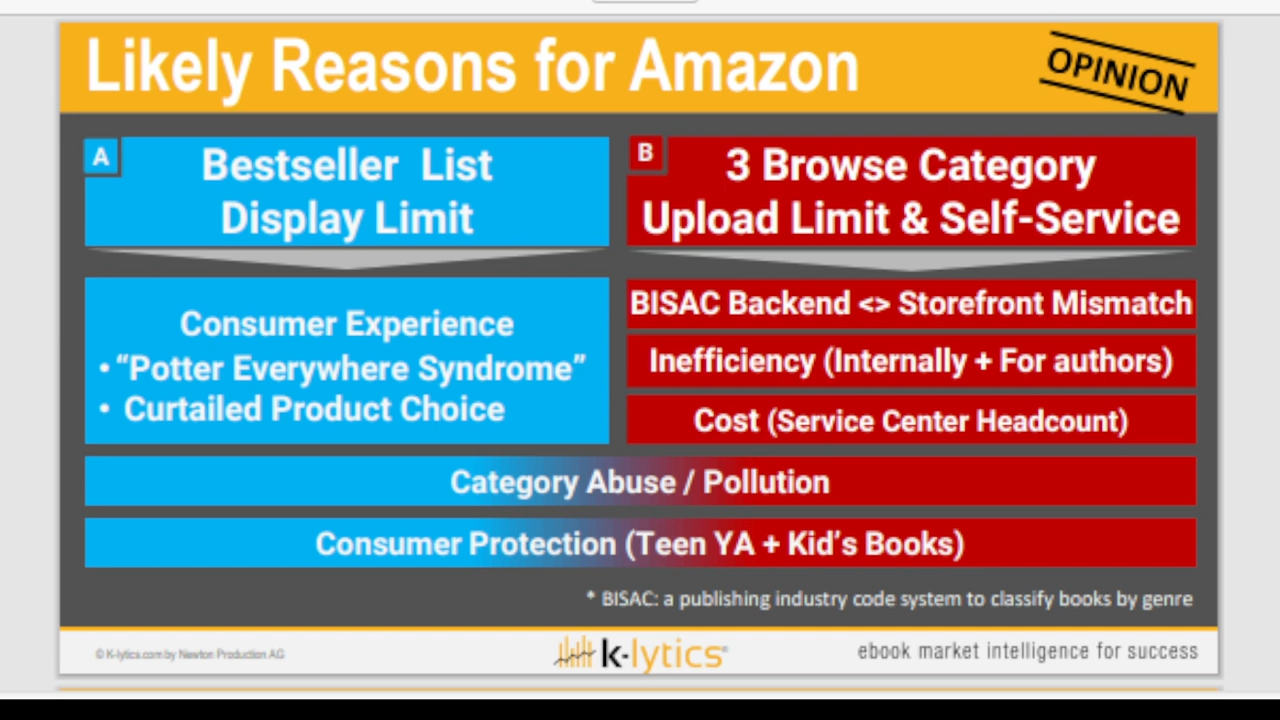 Likely Reasons for Amazon
OPINION
A
Bestseller List
Display Limit
B
3 Browse Category
Upload Limit & Self-Service
Consumer Experience
• “Potter Everywhere Syndrome”
• Curtailed Product Choice
BISAC Backend <> Storefront Mismatch
Inefficiency (Internally + For authors)
Cost (Service Center Headcount)
Category Abuse / Pollution
Consumer Protection (Teen YA + Kid’s Books)
* BISAC: a publishing industry code system to classify books by genre
© K-lytics.com by Newton Production AG
k-lytics®
ebook market intelligence for success